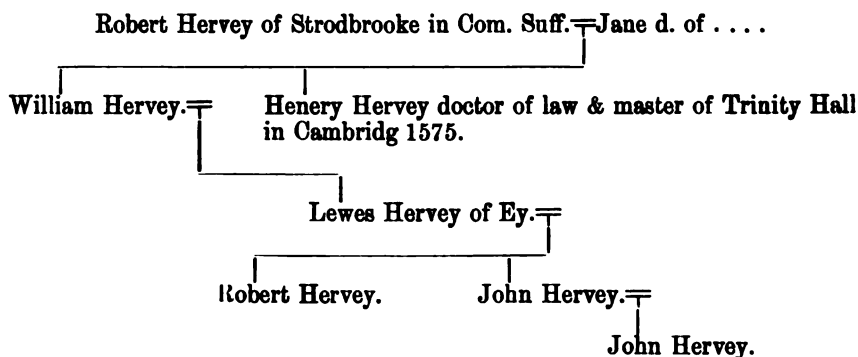 Robert Hervey of Strodbrooke in Com. Suff.=Jane d. of . . . .
William Hervey.= Henery Hervey doctor of law & master of Trinity Hall
in Cambridg 1575.
Lewes Hervey of Ey.=
Robert Hervey. John Hervey.=
John Hervey.